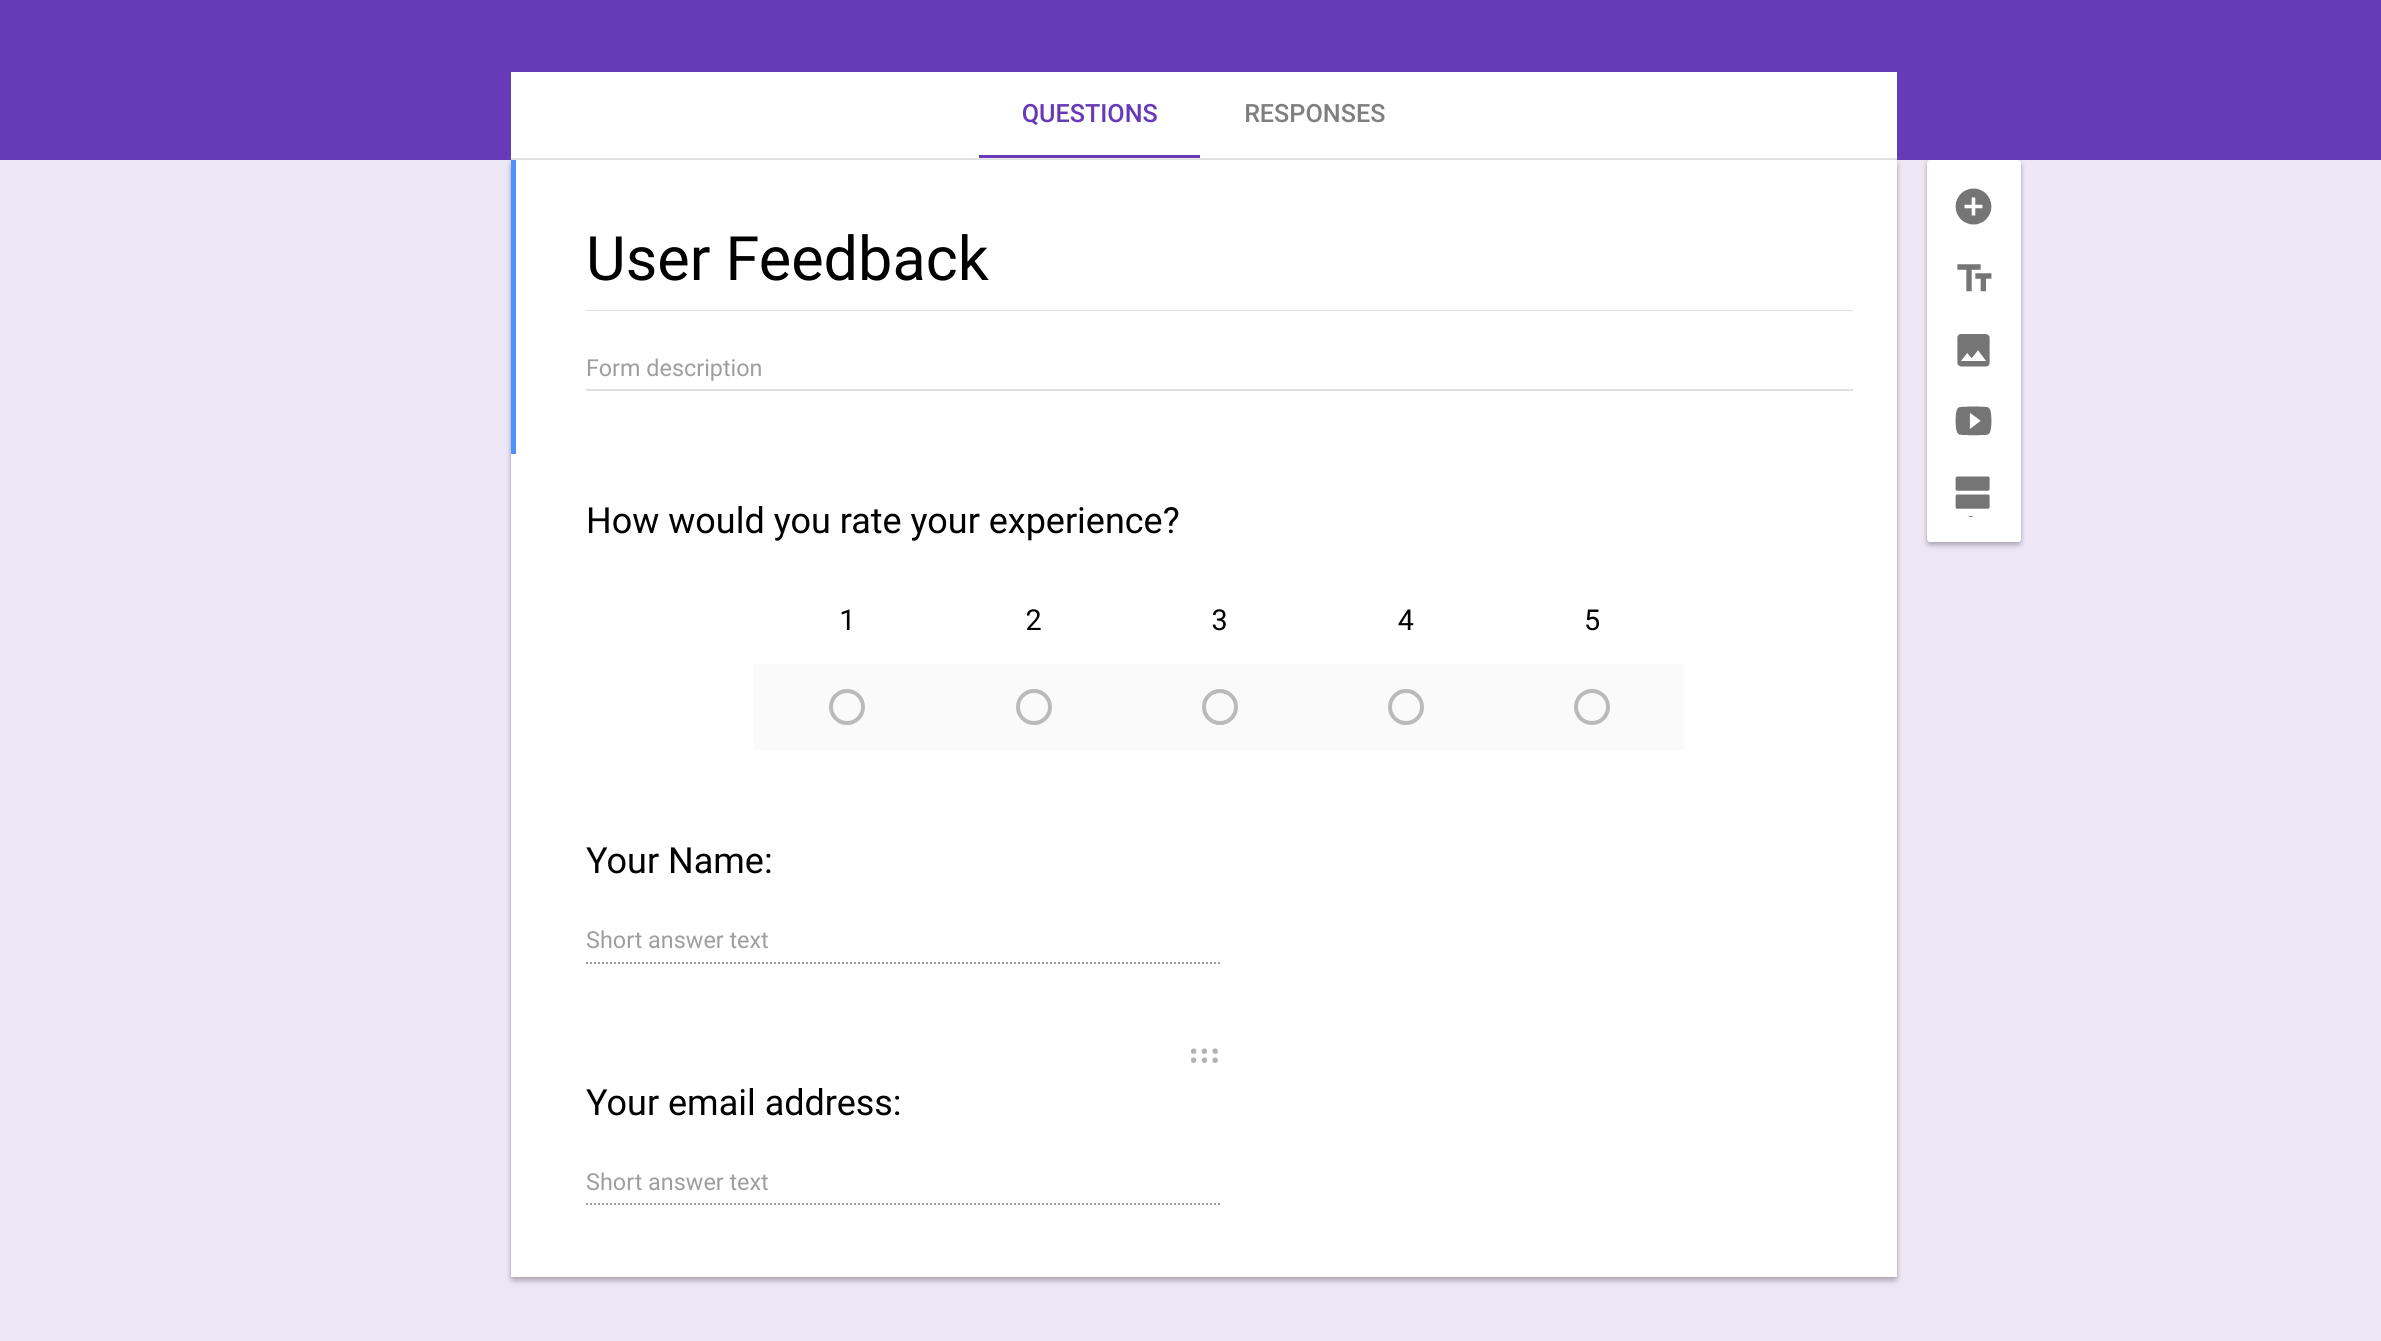 QUESTIONS RESPONSES
User Feedback
Form description
How would you rate your experience?
1 2 3 4 5
Your Name:
Short answer text
Your email address:
Short answer text